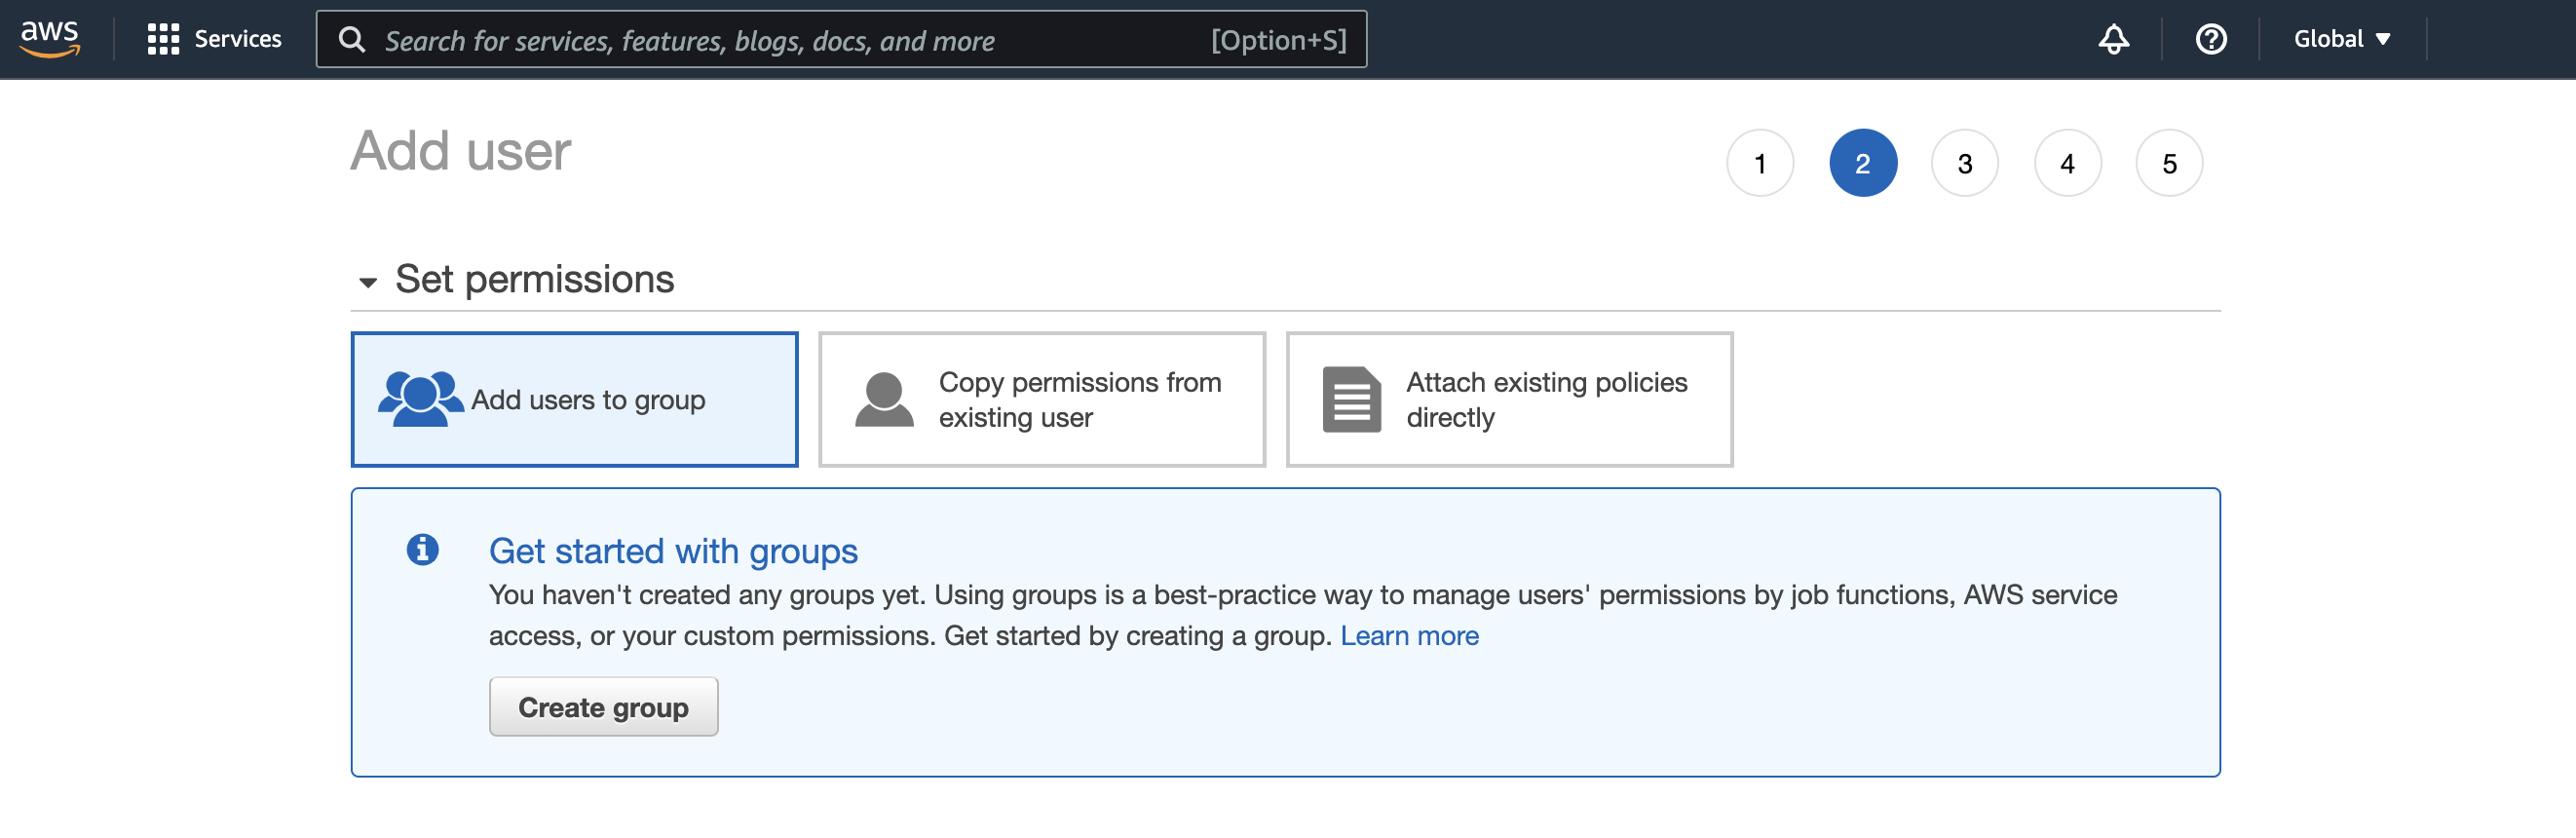 aws
Services
Search for services, features, blogs, docs, and more
[Option+S]
Global
Add user
1
2
3
4
5
Set permissions
Add users to group
Copy permissions from
existing user
Attach existing policies
directly
Get started with groups
You haven't created any groups yet. Using groups is a best-practice way to manage users' permissions by job functions, AWS service
access, or your custom permissions. Get started by creating a group. Learn more
Create group